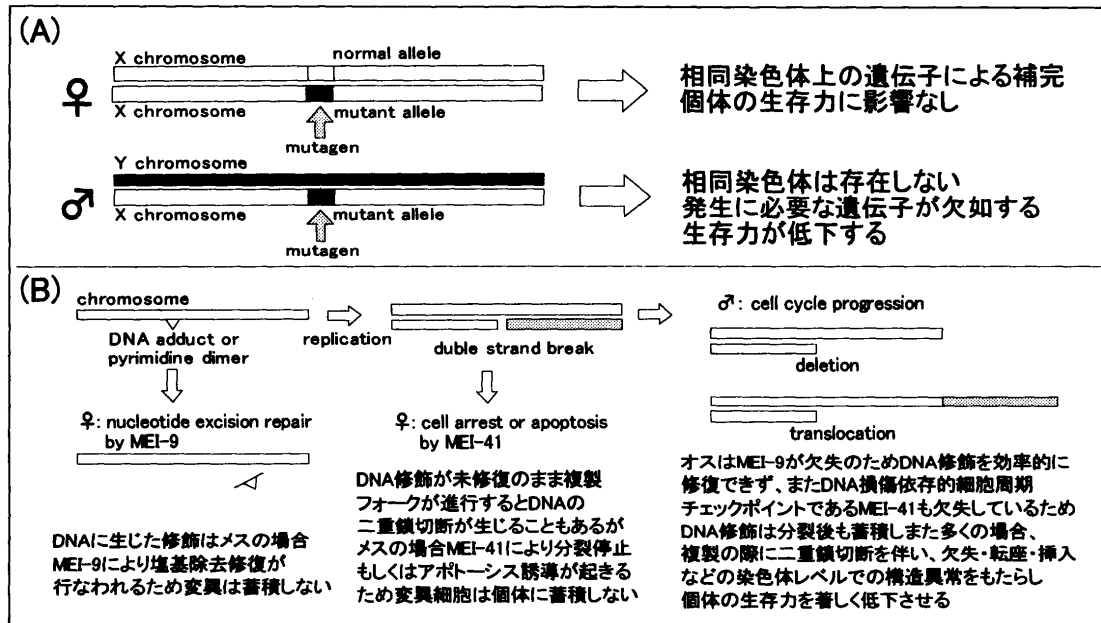 (A)
X chromosome
normal allele
♀
X chromosome
mutant allele
mutagen
相同染色体上の遺伝子による補完
個体の生存力に影響なし
Y chromosome
♂
X chromosome
mutant allele
mutagen
相同染色体は存在しない
発生に必要な遺伝子が欠如する
生存力が低下する
(B)
chromosome
DNA adduct or
pyrimidine dimer
replication
duble strand break
♂: cell cycle progression
deletion
translocation
♀: nucleotide excision repair
by MEI-9
DNAに生じた修飾はメスの場合
MEI-9により塩基除去修復が
行なわれるため変異は蓄積しない
♀: cell arrest or apoptosis
by MEI-41
DNA修飾が未修復のまま複製
フォークが進行するとDNAの
二重鎖切断が生じることもあるが
メスの場合MEI-41により分裂停止
もしくはアポトーシス誘導が起きる
ため変異細胞は個体に蓄積しない
オスはMEI-9が欠失のためDNA修飾を効率的に
修復できず、またDNA損傷依存的細胞周期
チェックポイントであるMEI-41も欠失しているため
DNA修飾は分裂後も蓄積しまた多くの場合、
複製の際に二重鎖切断を伴い、欠失・転座・挿入
などの染色体レベルでの構造異常をもたらし
個体の生存力を著しく低下させる